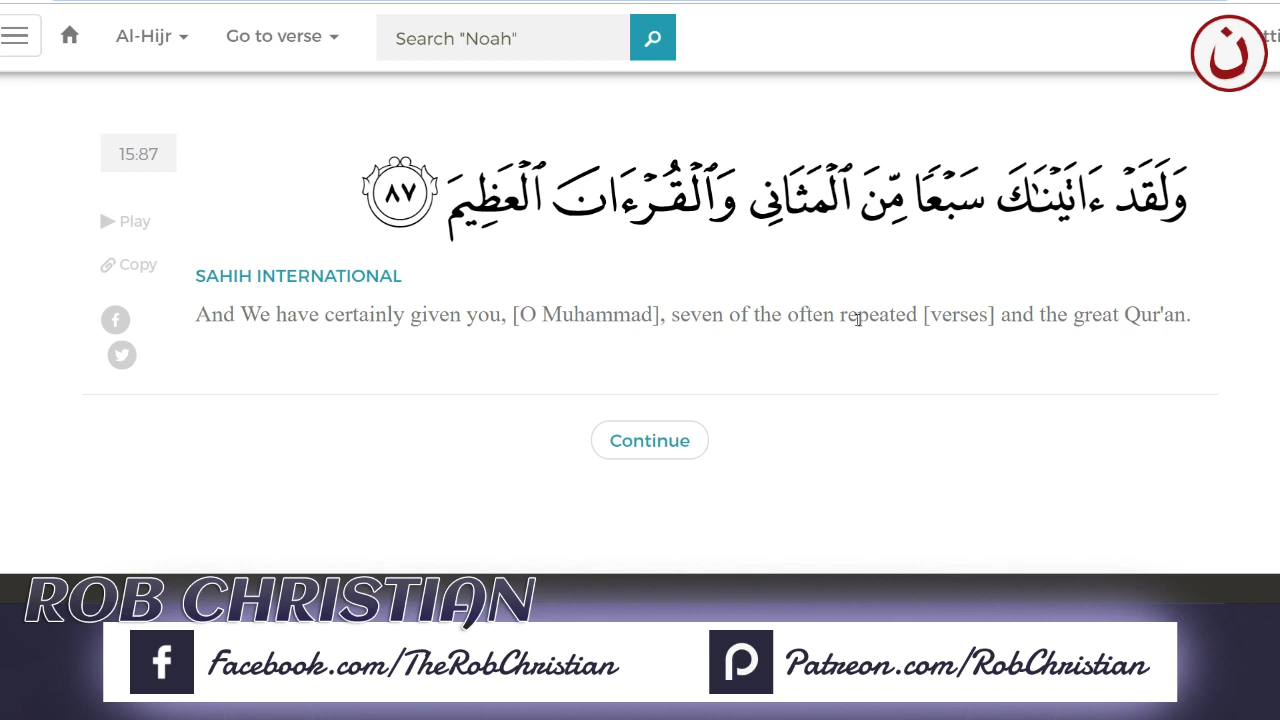 Al-Hijr
Go to verse
Search "Noah"
ن
15:87
وَلَقَدْ ءَاتَيْنَٰكَ سَبْعًا مِّنَ ٱلْمَثَانِى وَٱلْقُرْءَانَ ٱلْعَظِيمَ ٨٧
Play
Copy
SAHIH INTERNATIONAL
And We have certainly given you, [O Muhammad], seven of the often repeated [verses] and the great Qur'an.
Continue
ROB CHRISTIAN
Facebook.com/TheRobChristian
Patreon.com/RobChristian